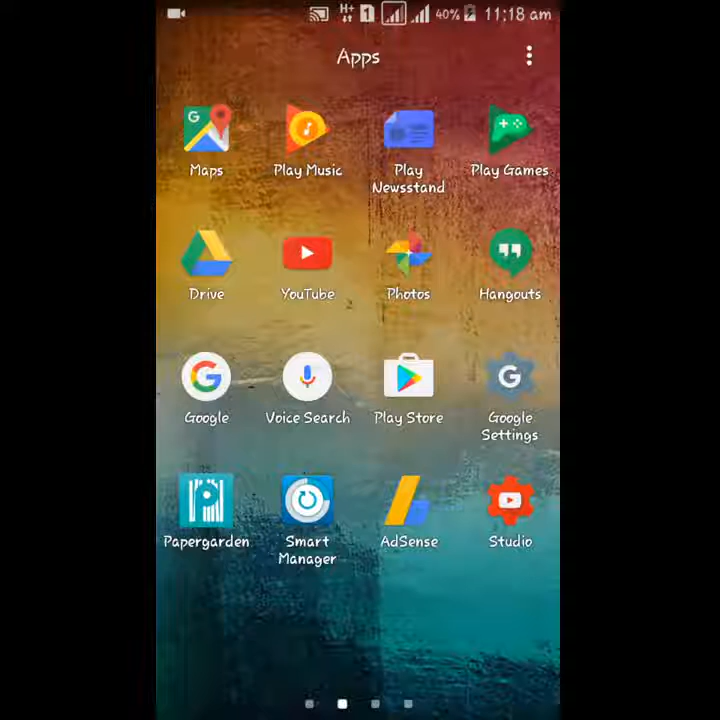 H+ 1 40% 11:18 am
Apps
Maps Play Music Play Newsstand Play Games
Drive YouTube Photos Hangouts
Google Voice Search Play Store Google Settings
Papergarden Smart Manager AdSense Studio